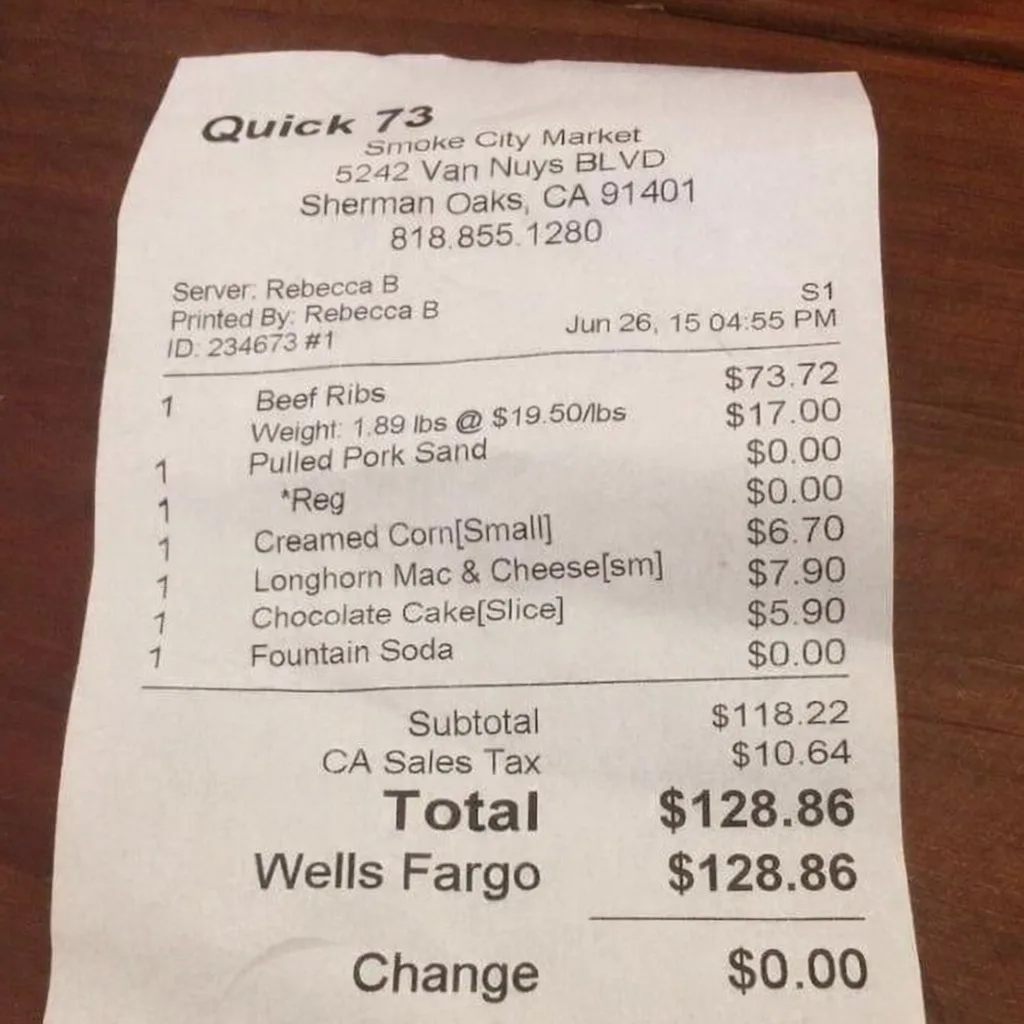 Quick 73
Smoke City Market
5242 Van Nuys BLVD
Sherman Oaks, CA 91401
818.855.1280
Server: Rebecca B
Printed By: Rebecca B S1
ID: 234673 #1 Jun 26, 15 04:55 PM
1 Beef Ribs $73.72
Weight: 1.89 lbs @ $19.50/lbs $17.00
1 Pulled Pork Sand $0.00
1 *Reg $0.00
1 Creamed Corn[Small] $6.70
1 Longhorn Mac & Cheese[sm] $7.90
1 Chocolate Cake[Slice] $5.90
1 Fountain Soda $0.00
Subtotal $118.22
CA Sales Tax $10.64
Total $128.86
Wells Fargo $128.86
Change $0.00